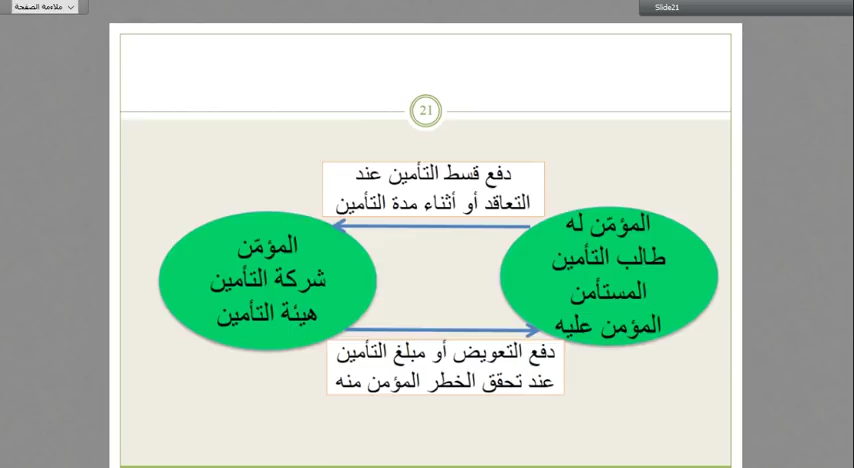 ملاءمة الصفحة
Slide21
21
دفع قسط التأمين عند
التعاقد أو أثناء مدة التأمين
المؤمّن له
طالب التأمين
المستأمن
المؤمن عليه
المؤمّن
شركة التأمين
هيئة التأمين
دفع التعويض أو مبلغ التأمين
عند تحقق الخطر المؤمن منه